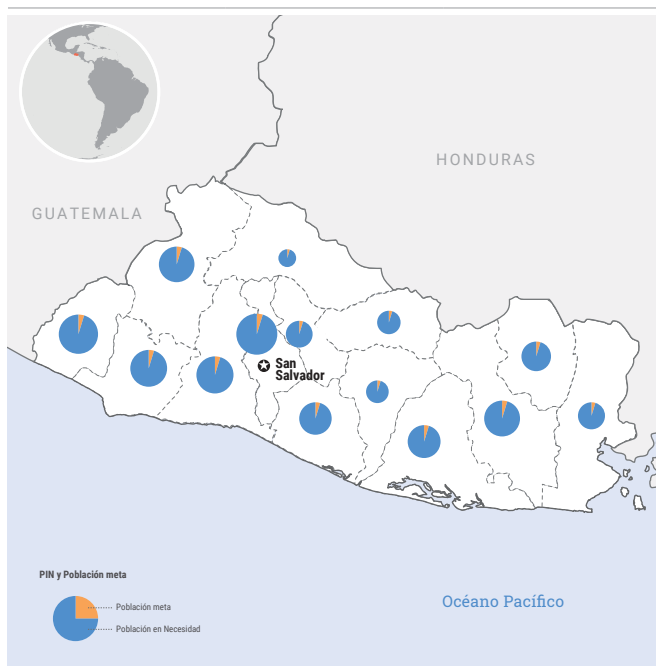 HONDURAS
GUATEMALA
San
Salvador
PIN y Población meta
Población meta
Población en Necesidad
Océano Pacífico